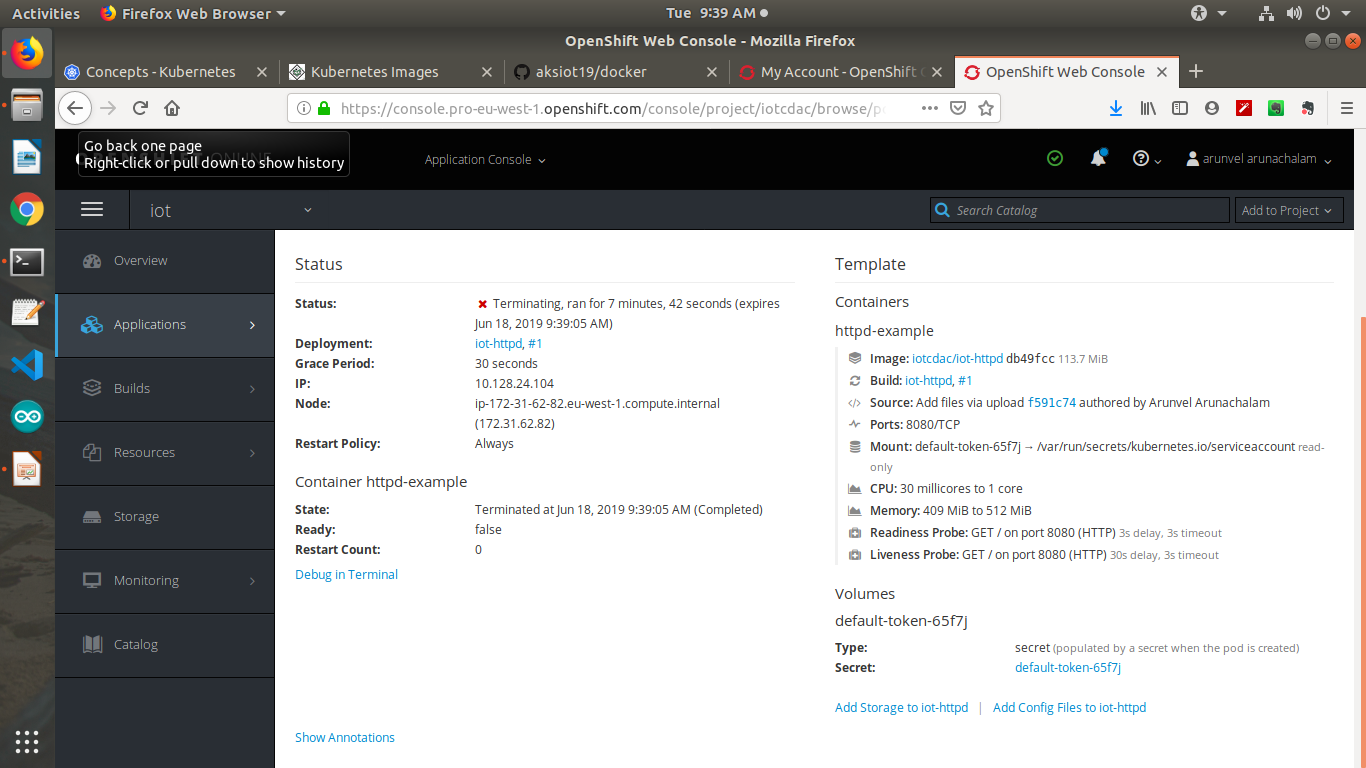 Activities
Firefox Web Browser
Tue 9:39 AM
OpenShift Web Console - Mozilla Firefox
Concepts - Kubernetes
Kubernetes Images
aksiot19/docker
My Account - OpenShift
OpenShift Web Console
https://console.pro-eu-west-1.openshift.com/console/project/iotcdac/browse/p
Go back one page
Right-click or pull down to show history
Application Console
arunvel arunachalam
iot
Search Catalog
Add to Project
Overview
Applications
Builds
Resources
Storage
Monitoring
Catalog
Status
Status: Terminating, ran for 7 minutes, 42 seconds (expires
Jun 18, 2019 9:39:05 AM)
Deployment: iot-httpd, #1
Grace Period: 30 seconds
IP: 10.128.24.104
Node: ip-172-31-62-82.eu-west-1.compute.internal
(172.31.62.82)
Restart Policy: Always
Container httpd-example
State: Terminated at Jun 18, 2019 9:39:05 AM (Completed)
Ready: false
Restart Count: 0
Debug in Terminal
Show Annotations
Template
Containers
httpd-example
Image: iotcdac/iot-httpd db49fcc 113.7 MiB
Build: iot-httpd, #1
Source: Add files via upload f591c74 authored by Arunvel Arunachalam
Ports: 8080/TCP
Mount: default-token-65f7j → /var/run/secrets/kubernetes.io/serviceaccount read-
only
CPU: 30 millicores to 1 core
Memory: 409 MiB to 512 MiB
Readiness Probe: GET / on port 8080 (HTTP) 3s delay, 3s timeout
Liveness Probe: GET / on port 8080 (HTTP) 30s delay, 3s timeout
Volumes
default-token-65f7j
Type: secret (populated by a secret when the pod is created)
Secret: default-token-65f7j
Add Storage to iot-httpd | Add Config Files to iot-httpd